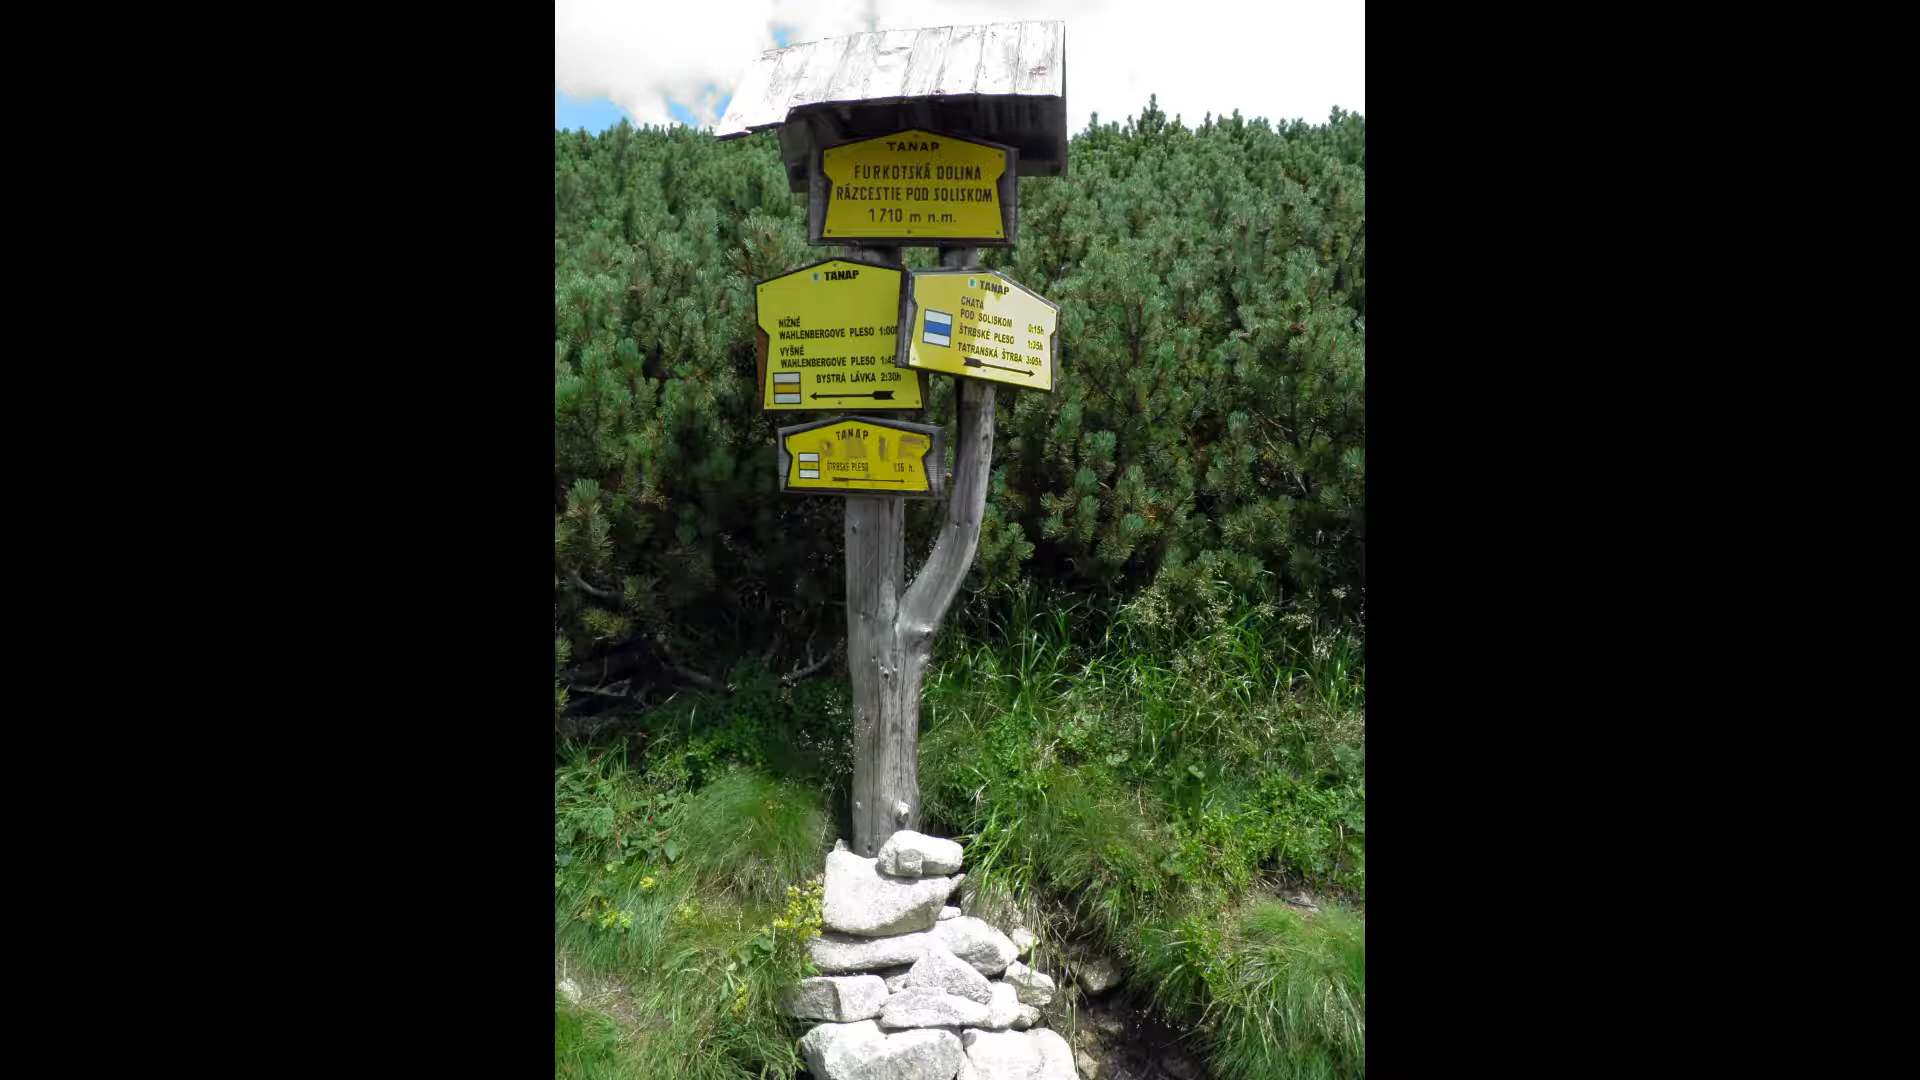 TANAP
FURKOTSKÁ DOLINA
RÁZCESTIE POD SOLISKOM
1710 m n.m.
TANAP
NIŽNÉ
WAHLENBERGOVE PLESO 1:00h
VYŠNÉ
WAHLENBERGOVE PLESO 1:45
BYSTRÁ LÁVKA 2:30h
TANAP
CHATA
POD SOLISKOM 0:15h
ŠTRBSKÉ PLESO 1:35h
TATRANSKÁ ŠTRBA 3:05h
TANAP
ŠTRBSKÉ PLESO 1.15 h.